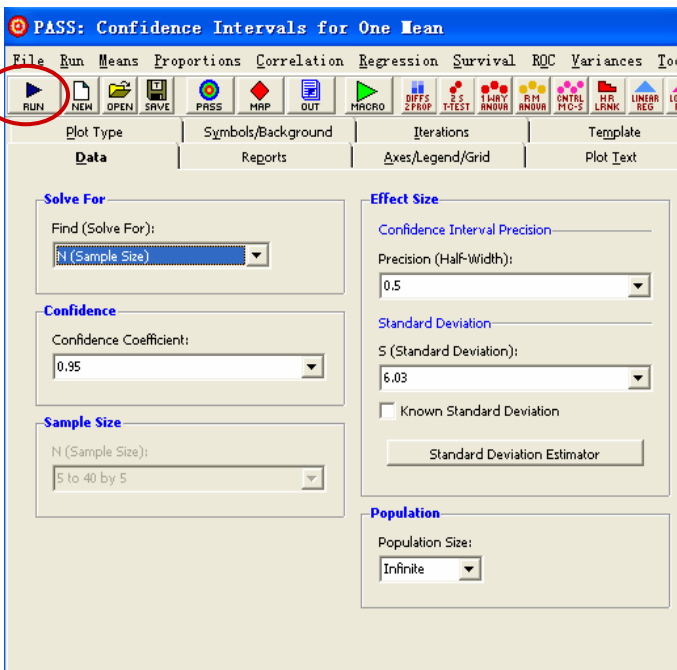 PASS: Confidence Intervals for One Mean
File Run Means Proportions Correlation Regression Survival ROC Variances
RUN NEW OPEN SAVE PASS MAP OUT MACRO DIFFS 2 PROP 2 S T-TEST 1 WAY ANOVA RM ANOVA CNTRL MC-S HR LRNK LINEAR REG
Plot Type Symbols/Background Iterations Template
Data Reports Axes/Legend/Grid Plot Text
Solve For
Find (Solve For):
N (Sample Size)
Confidence
Confidence Coefficient:
0.95
Sample Size
N (Sample Size):
5 to 40 by 5
Effect Size
Confidence Interval Precision
Precision (Half-Width):
0.5
Standard Deviation
S (Standard Deviation):
6.03
Known Standard Deviation
Standard Deviation Estimator
Population
Population Size:
Infinite